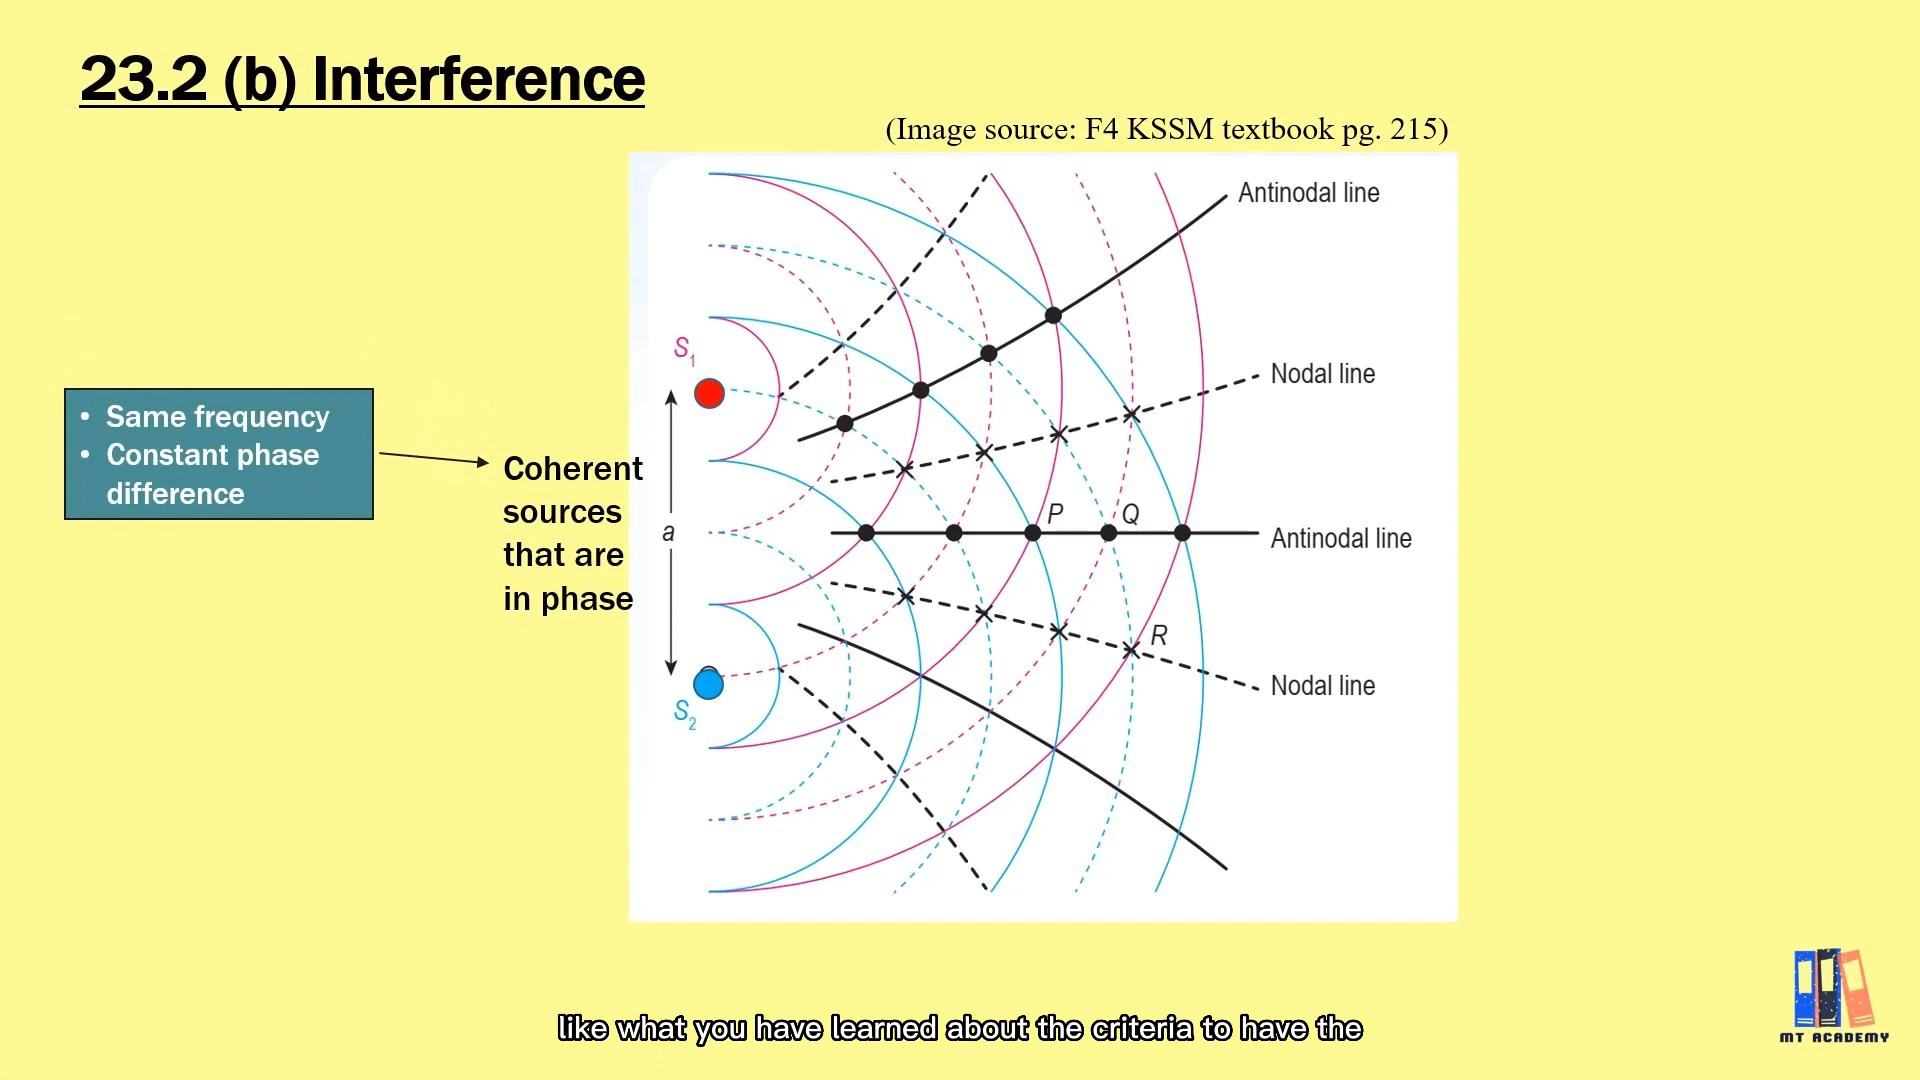 23.2 (b) Interference
(Image source: F4 KSSM textbook pg. 215)
Antinodal line
S1
Nodal line
• Same frequency
• Constant phase
difference
Coherent
sources
that are
in phase
a
P
Q
Antinodal line
R
Nodal line
S2
like what you have learned about the criteria to have the
MT ACADEMY